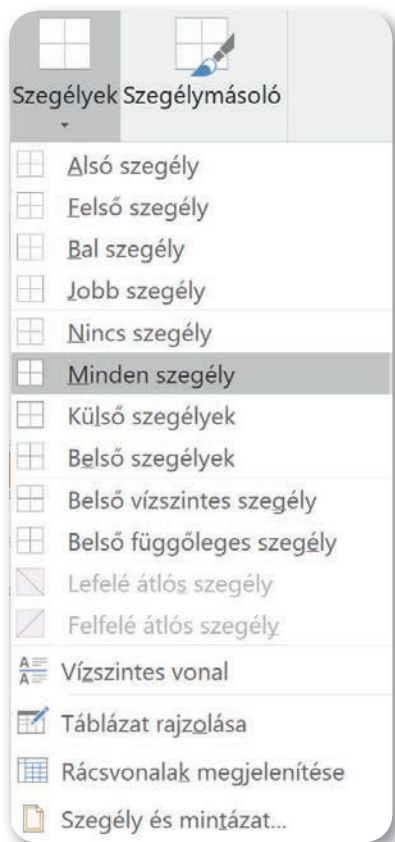 Szegélyek Szegélymásoló
Alsó szegély
Felső szegély
Bal szegély
Jobb szegély
Nincs szegély
Minden szegély
Külső szegélyek
Belső szegélyek
Belső vízszintes szegély
Belső függőleges szegély
Lefelé átlós szegély
Felfelé átlós szegély
Vízszintes vonal
Táblázat rajzolása
Rácsvonalak megjelenítése
Szegély és mintázat...